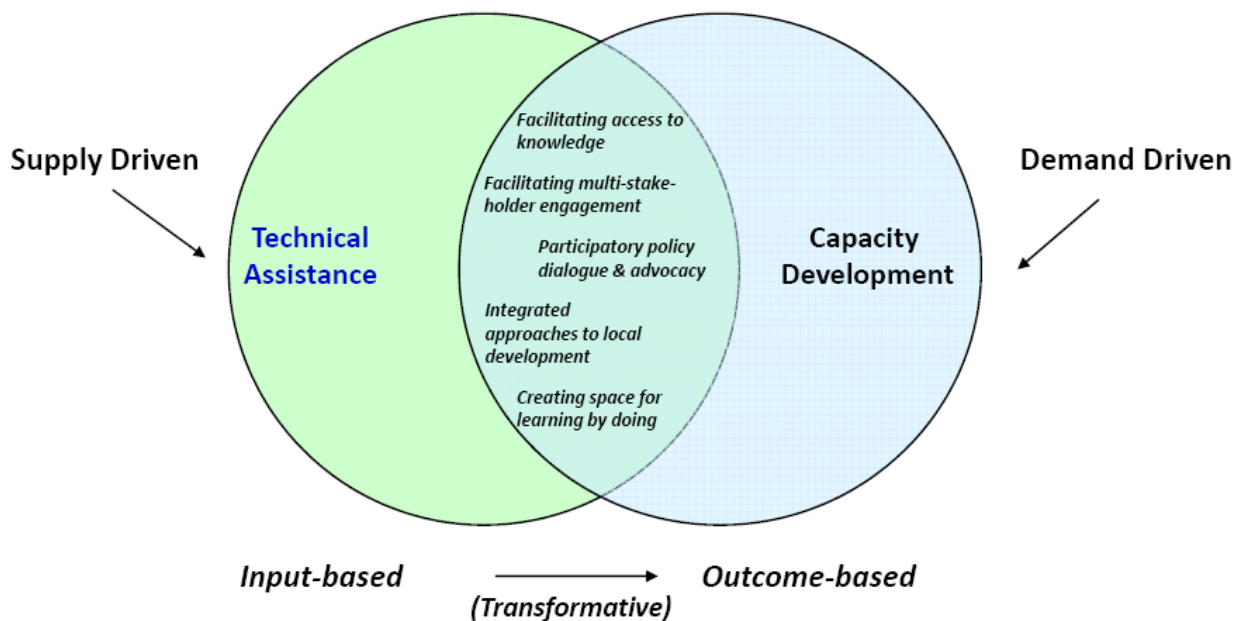 Facilitating access to
knowledge
Supply Driven
Demand Driven
Facilitating multi-stake-
holder engagement
Technical
Assistance
Participatory policy
dialogue & advocacy
Capacity
Development
Integrated
approaches to local
development
Creating space for
learning by doing
Input-based
(Transformative)
Outcome-based